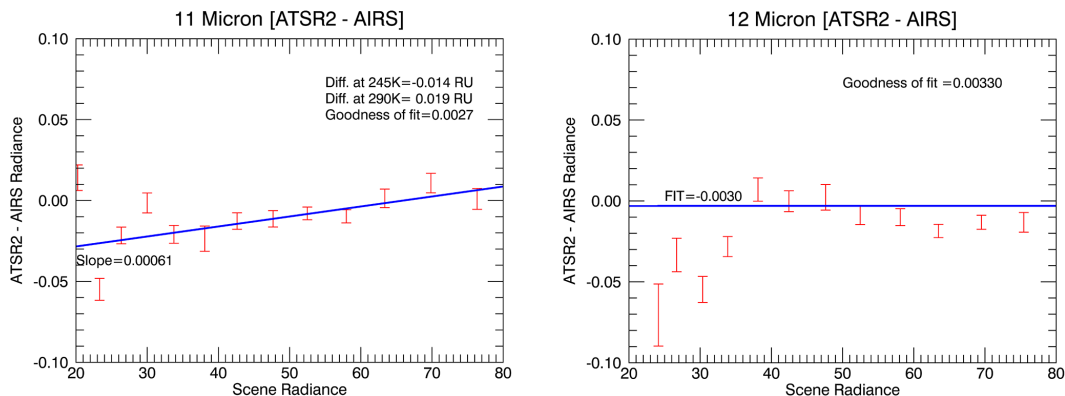 11 Micron [ATSR2 - AIRS]
ATSR2 - AIRS Radiance
0.10
0.05
0.00
-0.05
-0.10
Diff. at 245K=-0.014 RU
Diff. at 290K= 0.019 RU
Goodness of fit=0.0027
Slope=0.00061
20 30 40 50 60 70 80
Scene Radiance
12 Micron [ATSR2 - AIRS]
ATSR2 - AIRS Radiance
0.10
0.05
0.00
-0.05
-0.10
Goodness of fit =0.00330
FIT=-0.0030
20 30 40 50 60 70 80
Scene Radiance